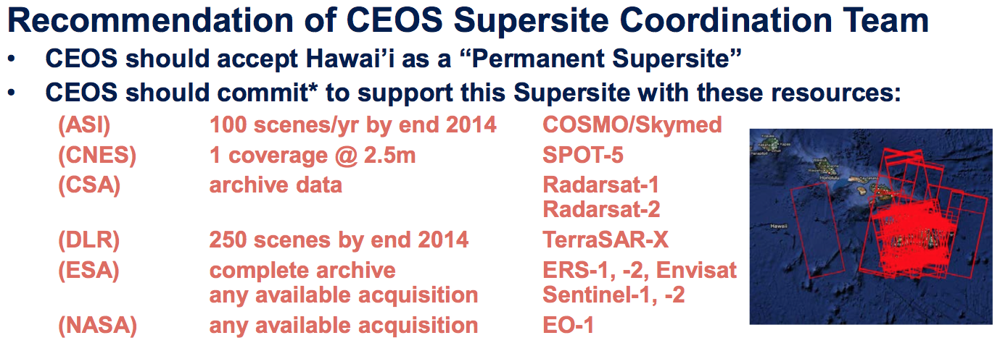 Recommendation of CEOS Supersite Coordination Team
• CEOS should accept Hawai’i as a “Permanent Supersite”
• CEOS should commit* to support this Supersite with these resources:
(ASI) 100 scenes/yr by end 2014 COSMO/Skymed
(CNES) 1 coverage @ 2.5m SPOT-5
(CSA) archive data Radarsat-1
Radarsat-2
(DLR) 250 scenes by end 2014 TerraSAR-X
(ESA) complete archive ERS-1, -2, Envisat
any available acquisition Sentinel-1, -2
(NASA) any available acquisition EO-1
Honolulu
Hawaii